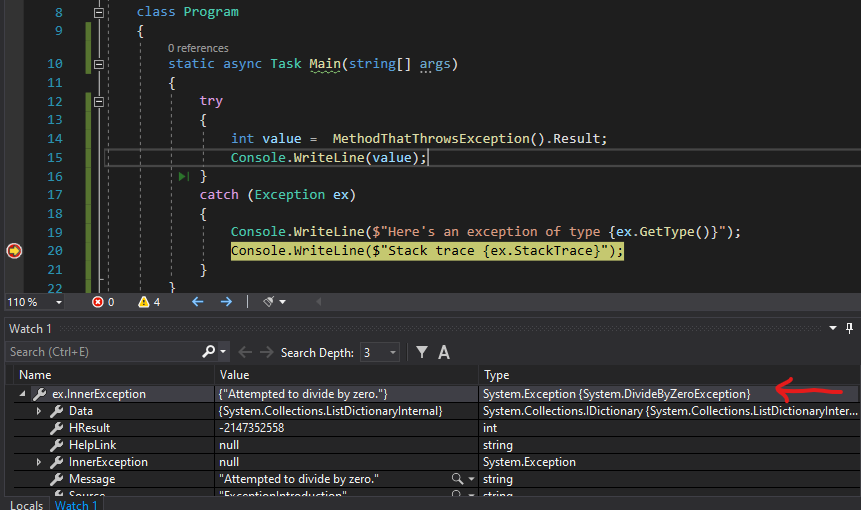 8 class Program
9 {
0 references
10 static async Task Main(string[] args)
11 {
12 try
13 {
14 int value =  MethodThatThrowsException().Result;
15 Console.WriteLine(value);
16 }
17 catch (Exception ex)
18 {
19 Console.WriteLine($"Here's an exception of type {ex.GetType()}");
20 Console.WriteLine($"Stack trace {ex.StackTrace}");
21 }
22 }
110 % 0 4
Watch 1
Search (Ctrl+E) Search Depth: 3 A
Name Value Type
ex.InnerException {"Attempted to divide by zero."} System.Exception {System.DivideByZeroException}
Data {System.Collections.ListDictionaryInternal} System.Collections.IDictionary {System.Collections.ListDictionaryInter...
HResult -2147352558 int
HelpLink null string
InnerException null System.Exception
Message "Attempted to divide by zero." string
Source "ExceptionIntroduction" string
Locals Watch 1